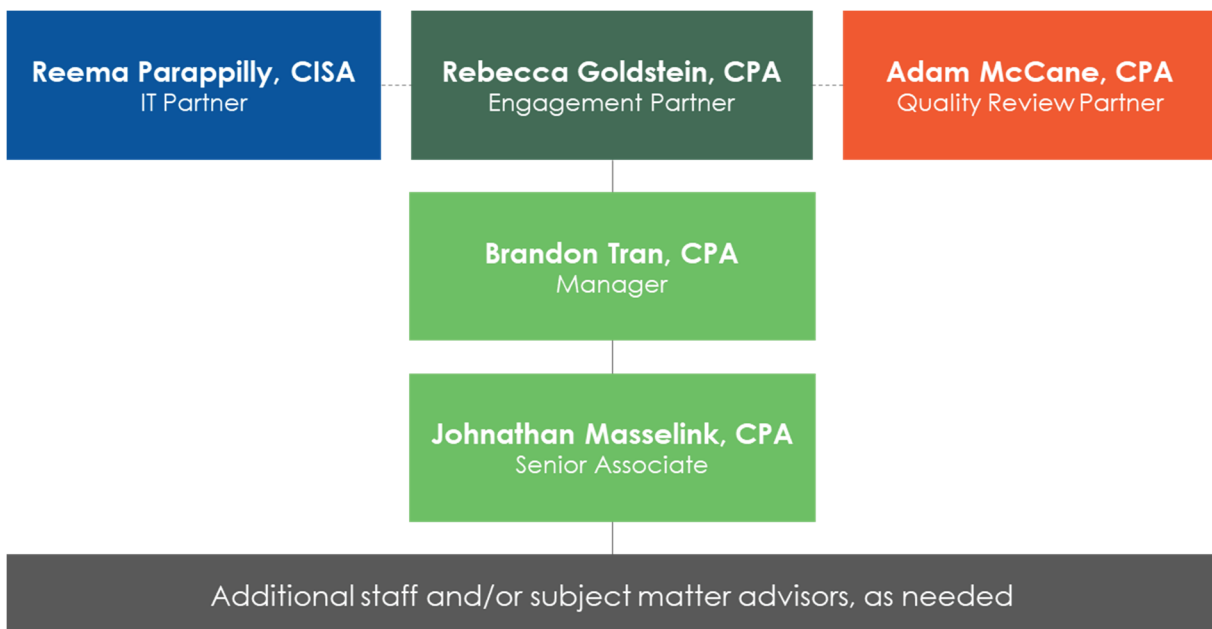 Reema Parappilly, CISA
IT Partner
Rebecca Goldstein, CPA
Engagement Partner
Adam McCane, CPA
Quality Review Partner
Brandon Tran, CPA
Manager
Johnathan Masselink, CPA
Senior Associate
Additional staff and/or subject matter advisors, as needed